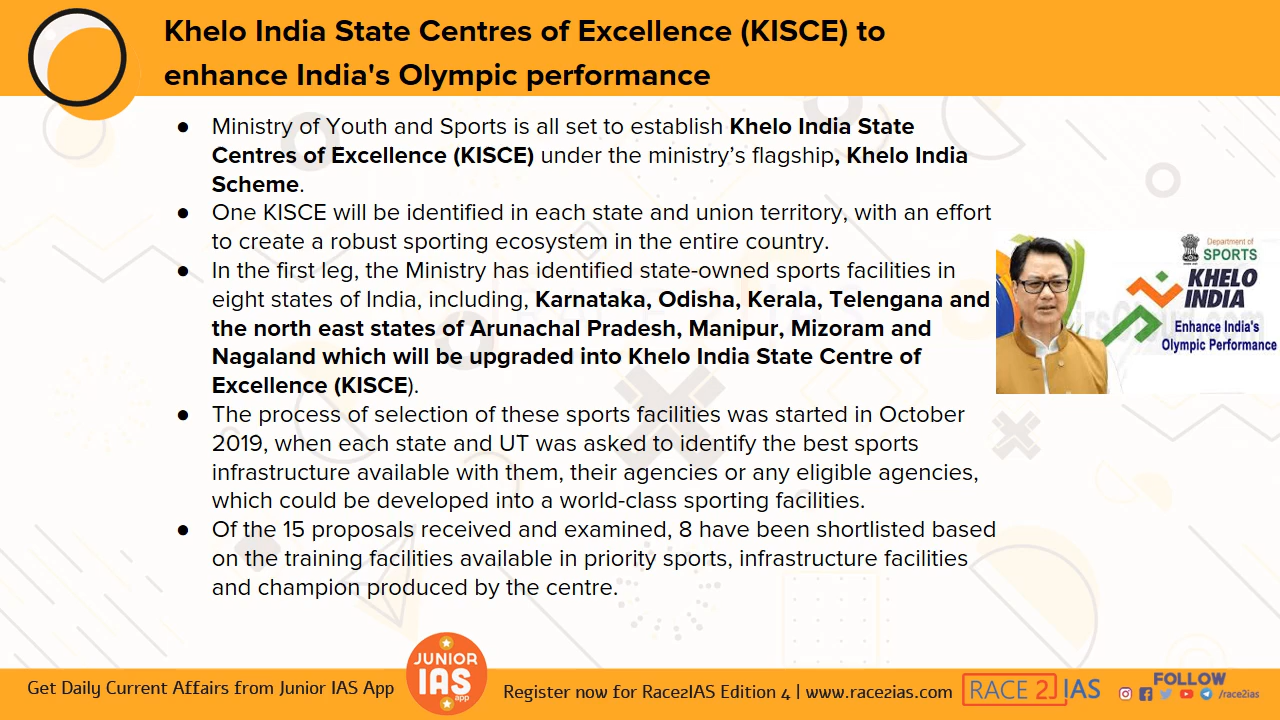 Khelo India State Centres of Excellence (KISCE) to
enhance India's Olympic performance
● Ministry of Youth and Sports is all set to establish Khelo India State
Centres of Excellence (KISCE) under the ministry’s flagship, Khelo India
Scheme.
● One KISCE will be identified in each state and union territory, with an effort
to create a robust sporting ecosystem in the entire country.
● In the first leg, the Ministry has identified state-owned sports facilities in
eight states of India, including, Karnataka, Odisha, Kerala, Telengana and
the north east states of Arunachal Pradesh, Manipur, Mizoram and
Nagaland which will be upgraded into Khelo India State Centre of
Excellence (KISCE).
● The process of selection of these sports facilities was started in October
2019, when each state and UT was asked to identify the best sports
infrastructure available with them, their agencies or any eligible agencies,
which could be developed into a world-class sporting facilities.
● Of the 15 proposals received and examined, 8 have been shortlisted based
on the training facilities available in priority sports, infrastructure facilities
and champion produced by the centre.
Department of
SPORTS
KHELO
INDIA
Enhance India's
Olympic Performance
Get Daily Current Affairs from Junior IAS App
JUNIOR
IAS
app
Register now for Race2IAS Edition 4 | www.race2ias.com
RACE 2 IAS
FOLLOW
/race2ias